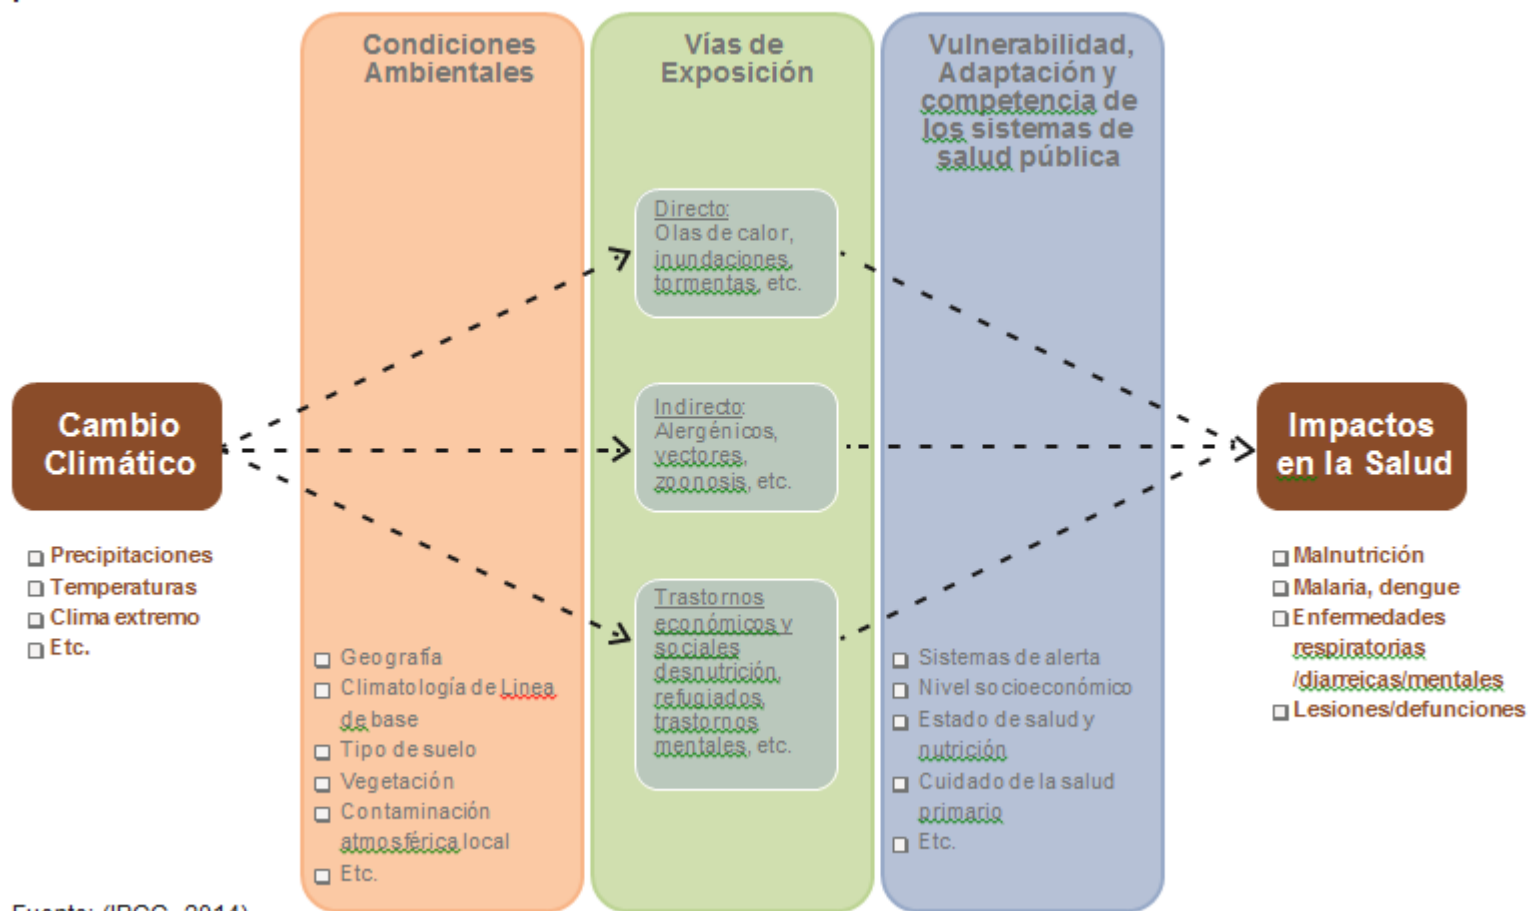 Condiciones
Ambientales
Vías de
Exposición
Vulnerabilidad,
Adaptación y
competencia de
los sistemas de
salud pública
Directo:
Olas de calor,
inundaciones,
tormentas, etc.
Cambio
Climático
Indirecto:
Alergénicos,
vectores,
zoonosis, etc.
Impactos
en la Salud
Precipitaciones
Temperaturas
Clima extremo
Etc.
Trastornos
económicos y
sociales
desnutrición,
refugiados,
trastornos
mentales, etc.
Malnutrición
Malaria, dengue
Enfermedades
respiratorias
/diarreicas/mentales
Lesiones/defunciones
Geografía
Climatología de Linea
de base
Tipo de suelo
Vegetación
Contaminación
atmosférica local
Etc.
Sistemas de alerta
Nivel socioeconómico
Estado de salud y
nutrición
Cuidado de la salud
primario
Etc.
Fuente: (IPCC, 2014)